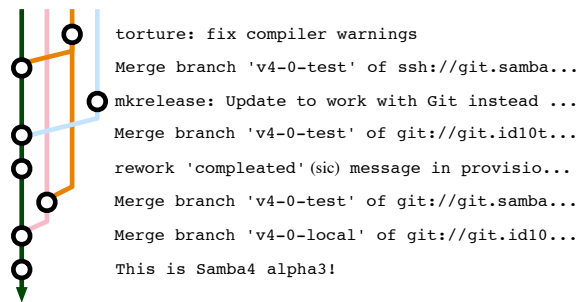 torture: fix compiler warnings
Merge branch 'v4-0-test' of ssh://git.samba...
mkrelease: Update to work with Git instead ...
Merge branch 'v4-0-test' of git://git.id10t...
rework 'compleated' (sic) message in provisio...
Merge branch 'v4-0-test' of git://git.samba...
Merge branch 'v4-0-local' of git://git.id10...
This is Samba4 alpha3!